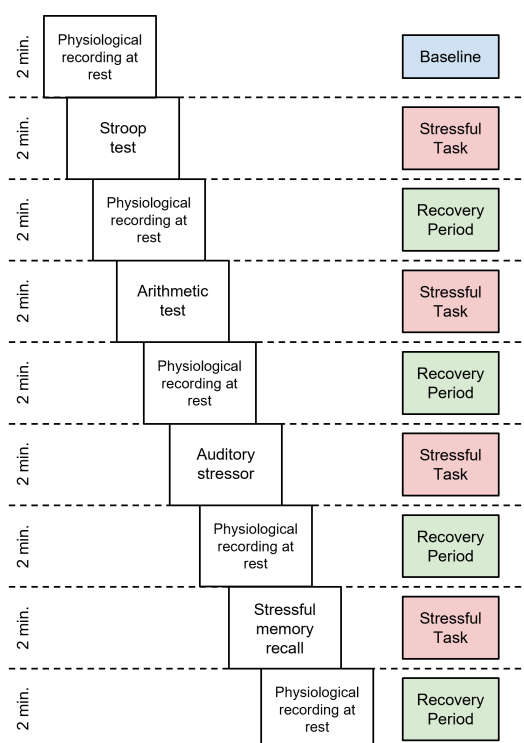 2 min.
Physiological
recording at
rest
Baseline
2 min.
Stroop
test
Stressful
Task
2 min.
Physiological
recording at
rest
Recovery
Period
2 min.
Arithmetic
test
Stressful
Task
2 min.
Physiological
recording at
rest
Recovery
Period
2 min.
Auditory
stressor
Stressful
Task
2 min.
Physiological
recording at
rest
Recovery
Period
2 min.
Stressful
memory
recall
Stressful
Task
2 min.
Physiological
recording at
rest
Recovery
Period